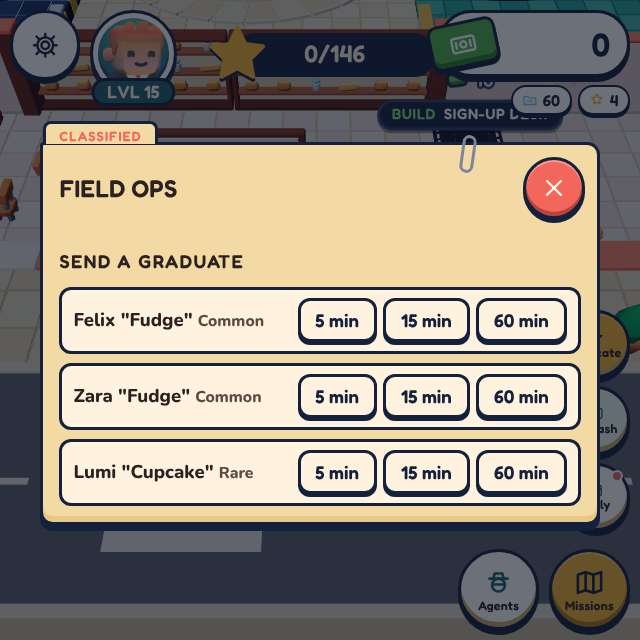 0/146
0
LVL 15
60
4
BUILD SIGN-UP
CLASSIFIED
FIELD OPS
SEND A GRADUATE
Felix "Fudge" Common 5 min 15 min 60 min
Zara "Fudge" Common 5 min 15 min 60 min
Lumi "Cupcake" Rare 5 min 15 min 60 min
Agents
Missions